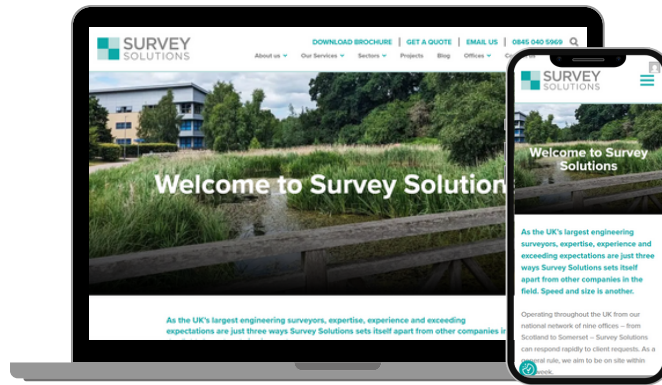 SURVEY
SOLUTIONS
DOWNLOAD BROCHURE | GET A QUOTE | EMAIL US | 0845 040 5969
About us Our Services Sectors Projects Blog Offices
Welcome to Survey Solution
As the UK's largest engineering surveyors, expertise, experience and exceeding
expectations are just three ways Survey Solutions sets itself apart from other companies in
SURVEY
SOLUTIONS
Welcome to Survey
Solutions
As the UK's largest engineering
surveyors, expertise, experience and
exceeding expectations are just three
ways Survey Solutions sets itself
apart from other companies in the
field. Speed and size is another.
Operating throughout the UK from our
national network of nine offices – from
Scotland to Somerset – Survey Solutions
can respond rapidly to client requests. As a
general rule, we aim to be on site within
week.